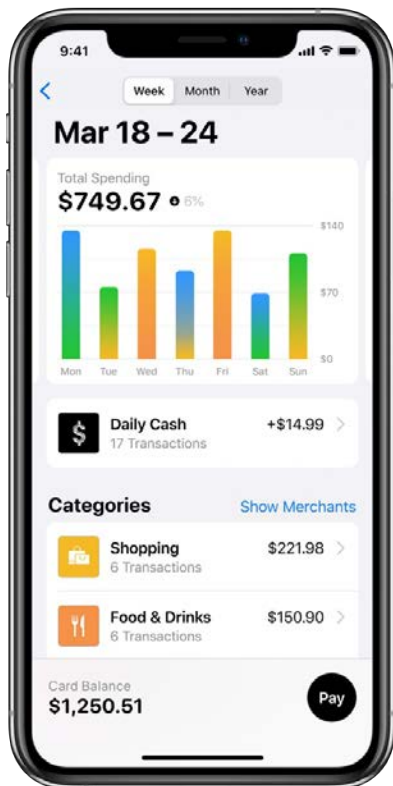 9:41
Week Month Year
Mar 18 – 24
Total Spending
$749.67 6%
$140
$70
$0
Mon Tue Wed Thu Fri Sat Sun
$
Daily Cash +$14.99
17 Transactions
Categories Show Merchants
Shopping $221.98
6 Transactions
Food & Drinks $150.90
6 Transactions
Card Balance
$1,250.51
Pay